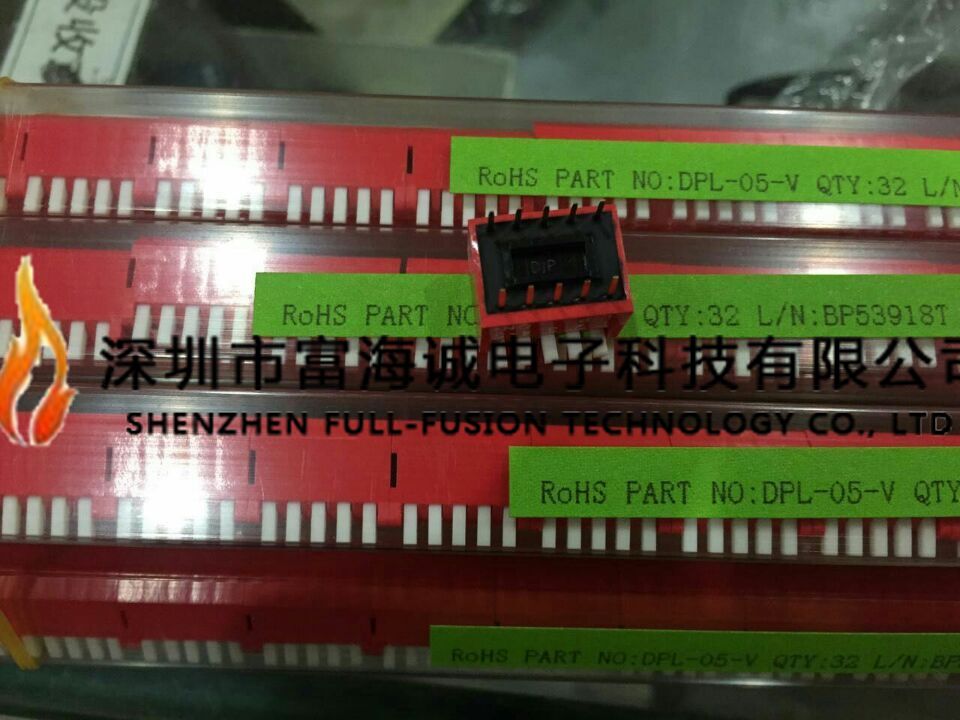 RoHS PART NO:DPL-05-V QTY:32 L/N
DIP
RoHS PART NO QTY:32 L/N:BP53918T
深圳市富海诚电子科技有限公司
SHENZHEN FULL-FUSION TECHNOLOGY CO., LTD
RoHS PART NO:DPL-05-V QTY
RoHS PART NO:DPL-05-V QTY:32 L/N:BP